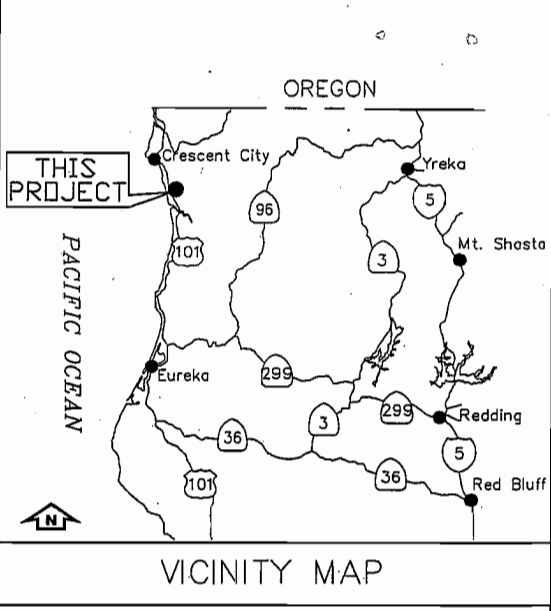 OREGON
Crescent City
THIS
PROJECT
Yreka
96
5
101
Mt. Shasta
3
PACIFIC OCEAN
Eureka
299
299
3
Redding
36
5
36
101
Red Bluff
N
VICINITY MAP